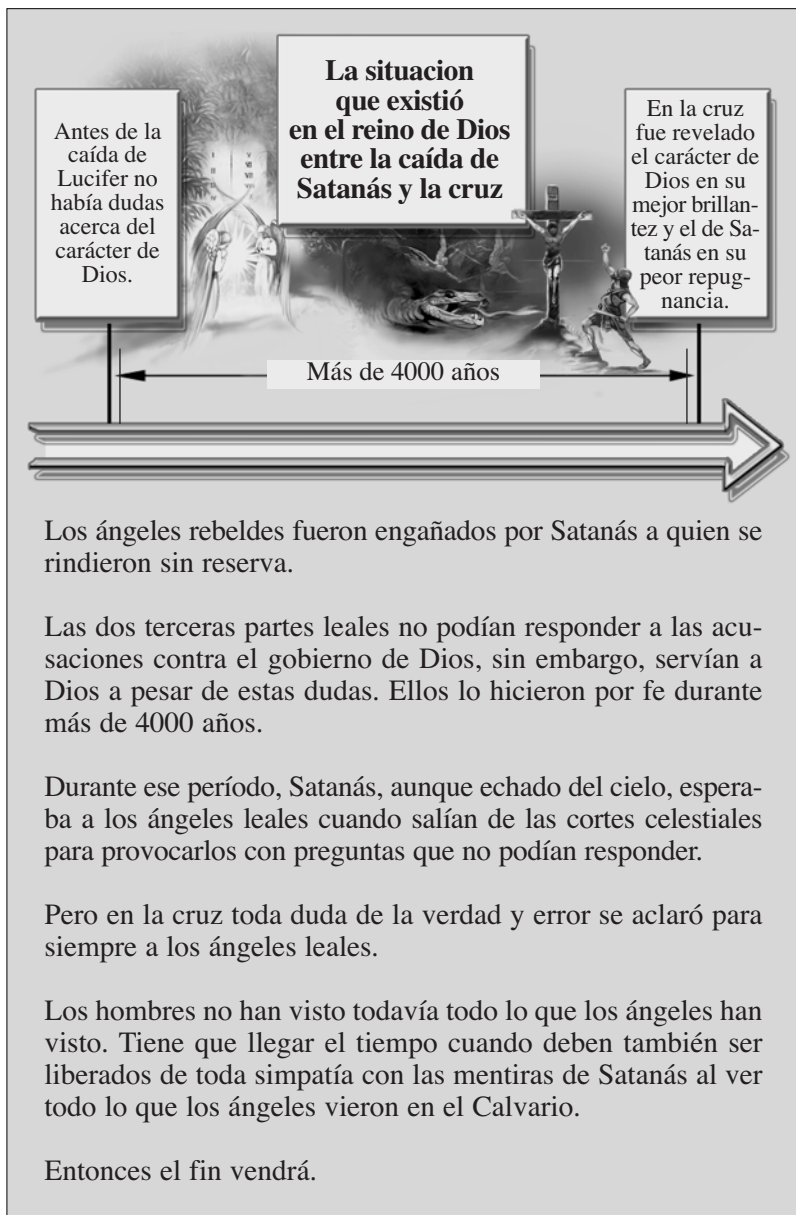 Antes de la
caída de
Lucifer no
había dudas
acerca del
carácter de
Dios.
La situacion
que existió
en el reino de Dios
entre la caída de
Satanás y la cruz
En la cruz
fue revelado
el carácter de
Dios en su
mejor brillan-
tez y el de Sa-
tanás en su
peor repug-
nancia.
Más de 4000 años
Los ángeles rebeldes fueron engañados por Satanás a quien se
rindieron sin reserva.
Las dos terceras partes leales no podían responder a las acu-
saciones contra el gobierno de Dios, sin embargo, servían a
Dios a pesar de estas dudas. Ellos lo hicieron por fe durante
más de 4000 años.
Durante ese período, Satanás, aunque echado del cielo, espera-
ba a los ángeles leales cuando salían de las cortes celestiales
para provocarlos con preguntas que no podían responder.
Pero en la cruz toda duda de la verdad y error se aclaró para
siempre a los ángeles leales.
Los hombres no han visto todavía todo lo que los ángeles han
visto. Tiene que llegar el tiempo cuando deben también ser
liberados de toda simpatía con las mentiras de Satanás al ver
todo lo que los ángeles vieron en el Calvario.
Entonces el fin vendrá.